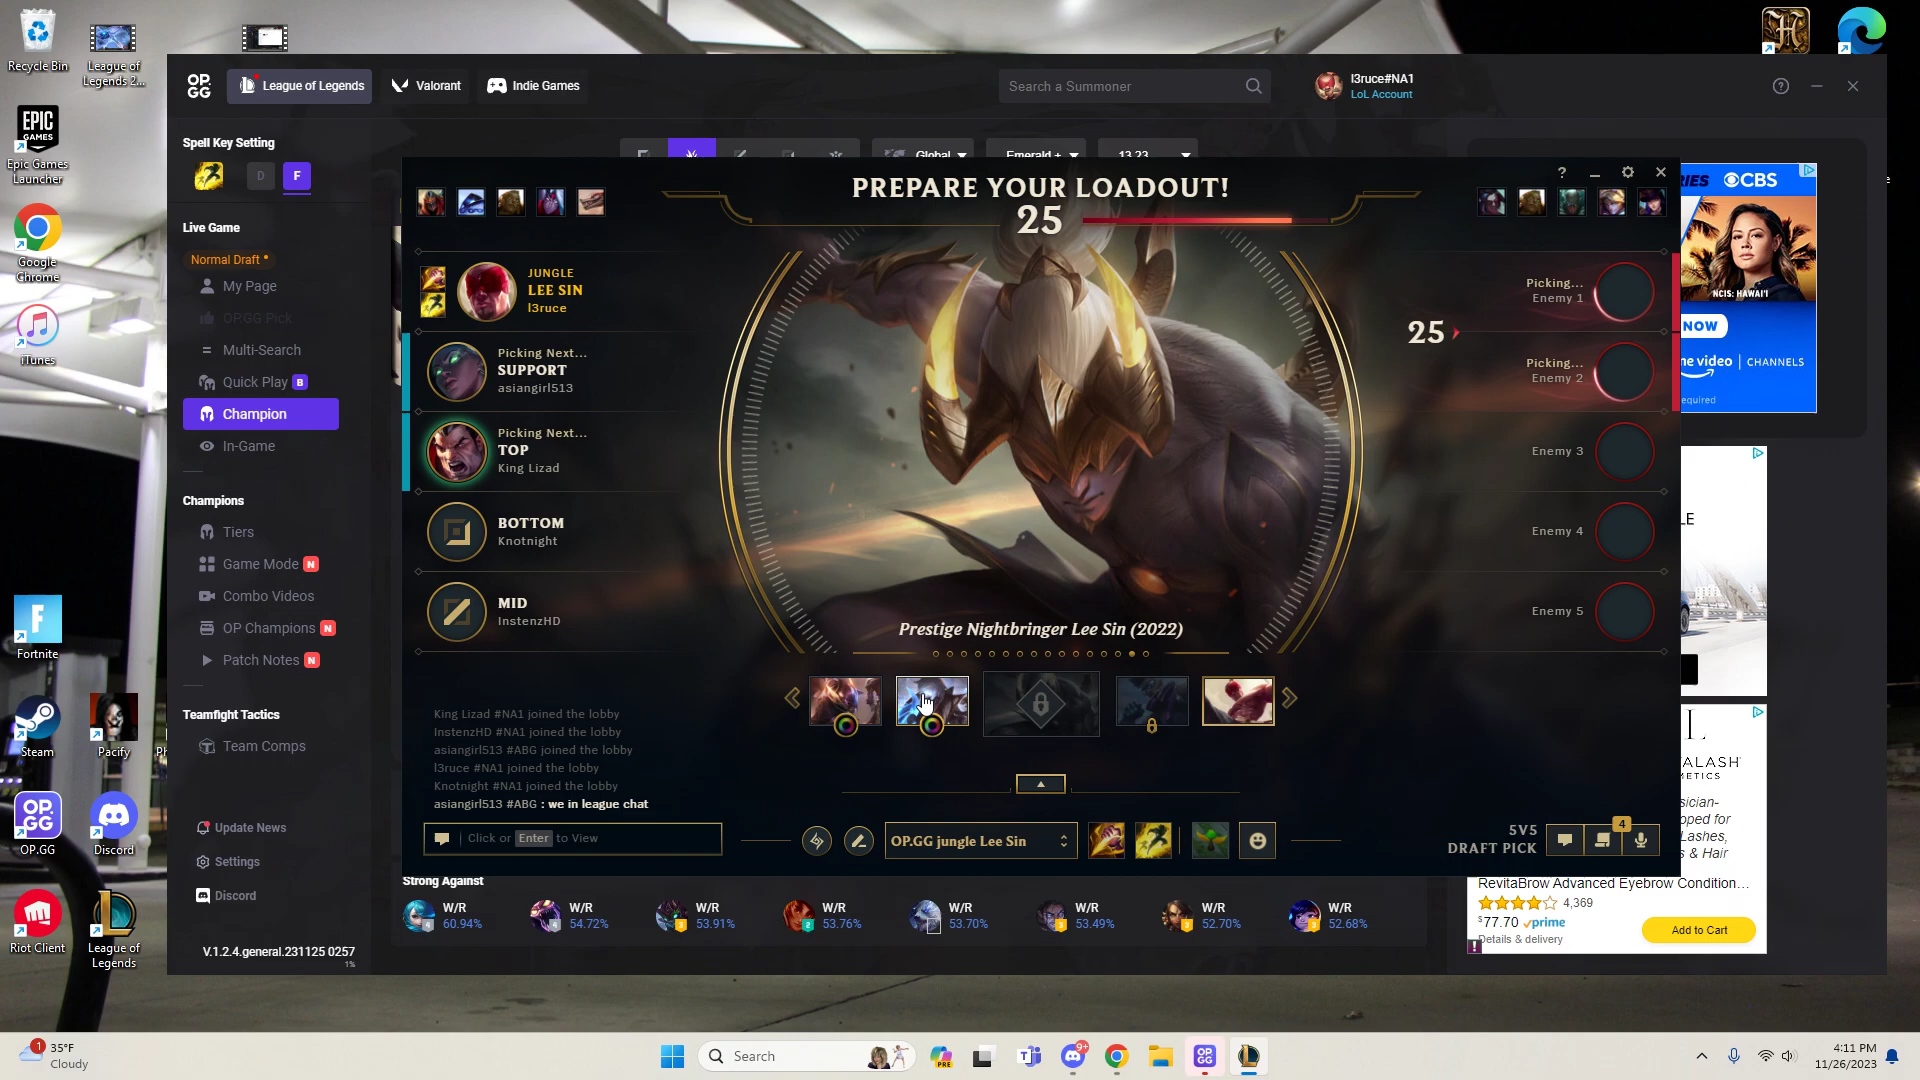 Recycle Bin
League of
Legends 2...
EPIC
GAMES
Epic Games
Launcher
Google
Chrome
iTunes
Fortnite
Steam
Pacify
OP.GG
Discord
Riot Client
League of
Legends
OP.
GG
League of Legends
Valorant
Indie Games
Search a Summoner
l3ruce#NA1
LoL Account
Spell Key Setting
D
F
Live Game
Normal Draft
My Page
OP.GG Pick
Multi-Search
Quick Play B
Champion
In-Game
Champions
Tiers
Game Mode N
Combo Videos
OP Champions N
Patch Notes N
Teamfight Tactics
Team Comps
Update News
Settings
Discord
V.1.2.4.general.231125 0257
1%
Global
Emerald +
13.23
PREPARE YOUR LOADOUT!
25
JUNGLE
LEE SIN
l3ruce
Picking Next...
SUPPORT
asiangirl513
Picking Next...
TOP
King Lizad
BOTTOM
Knotnight
MID
InstenzHD
25
Picking...
Enemy 1
Picking...
Enemy 2
Enemy 3
Enemy 4
Enemy 5
Prestige Nightbringer Lee Sin (2022)
King Lizad #NA1 joined the lobby
InstenzHD #NA1 joined the lobby
asiangirl513 #ABG joined the lobby
l3ruce #NA1 joined the lobby
Knotnight #NA1 joined the lobby
asiangirl513 #ABG : we in league chat
Click or Enter to View
OP.GG jungle Lee Sin
5V5
DRAFT PICK
4
Strong Against
W/R
60.94%
W/R
54.72%
W/R
53.91%
W/R
53.76%
W/R
53.70%
W/R
53.49%
W/R
52.70%
W/R
52.68%
CBS
NCIS: HAWAI'I
NOW
CHANNELS
RevitaBrow Advanced Eyebrow Condition...
4,369
$77.70 prime
Details & delivery
Add to Cart
35°F
Cloudy
Search
PRE
9+
4:11 PM
11/26/2023